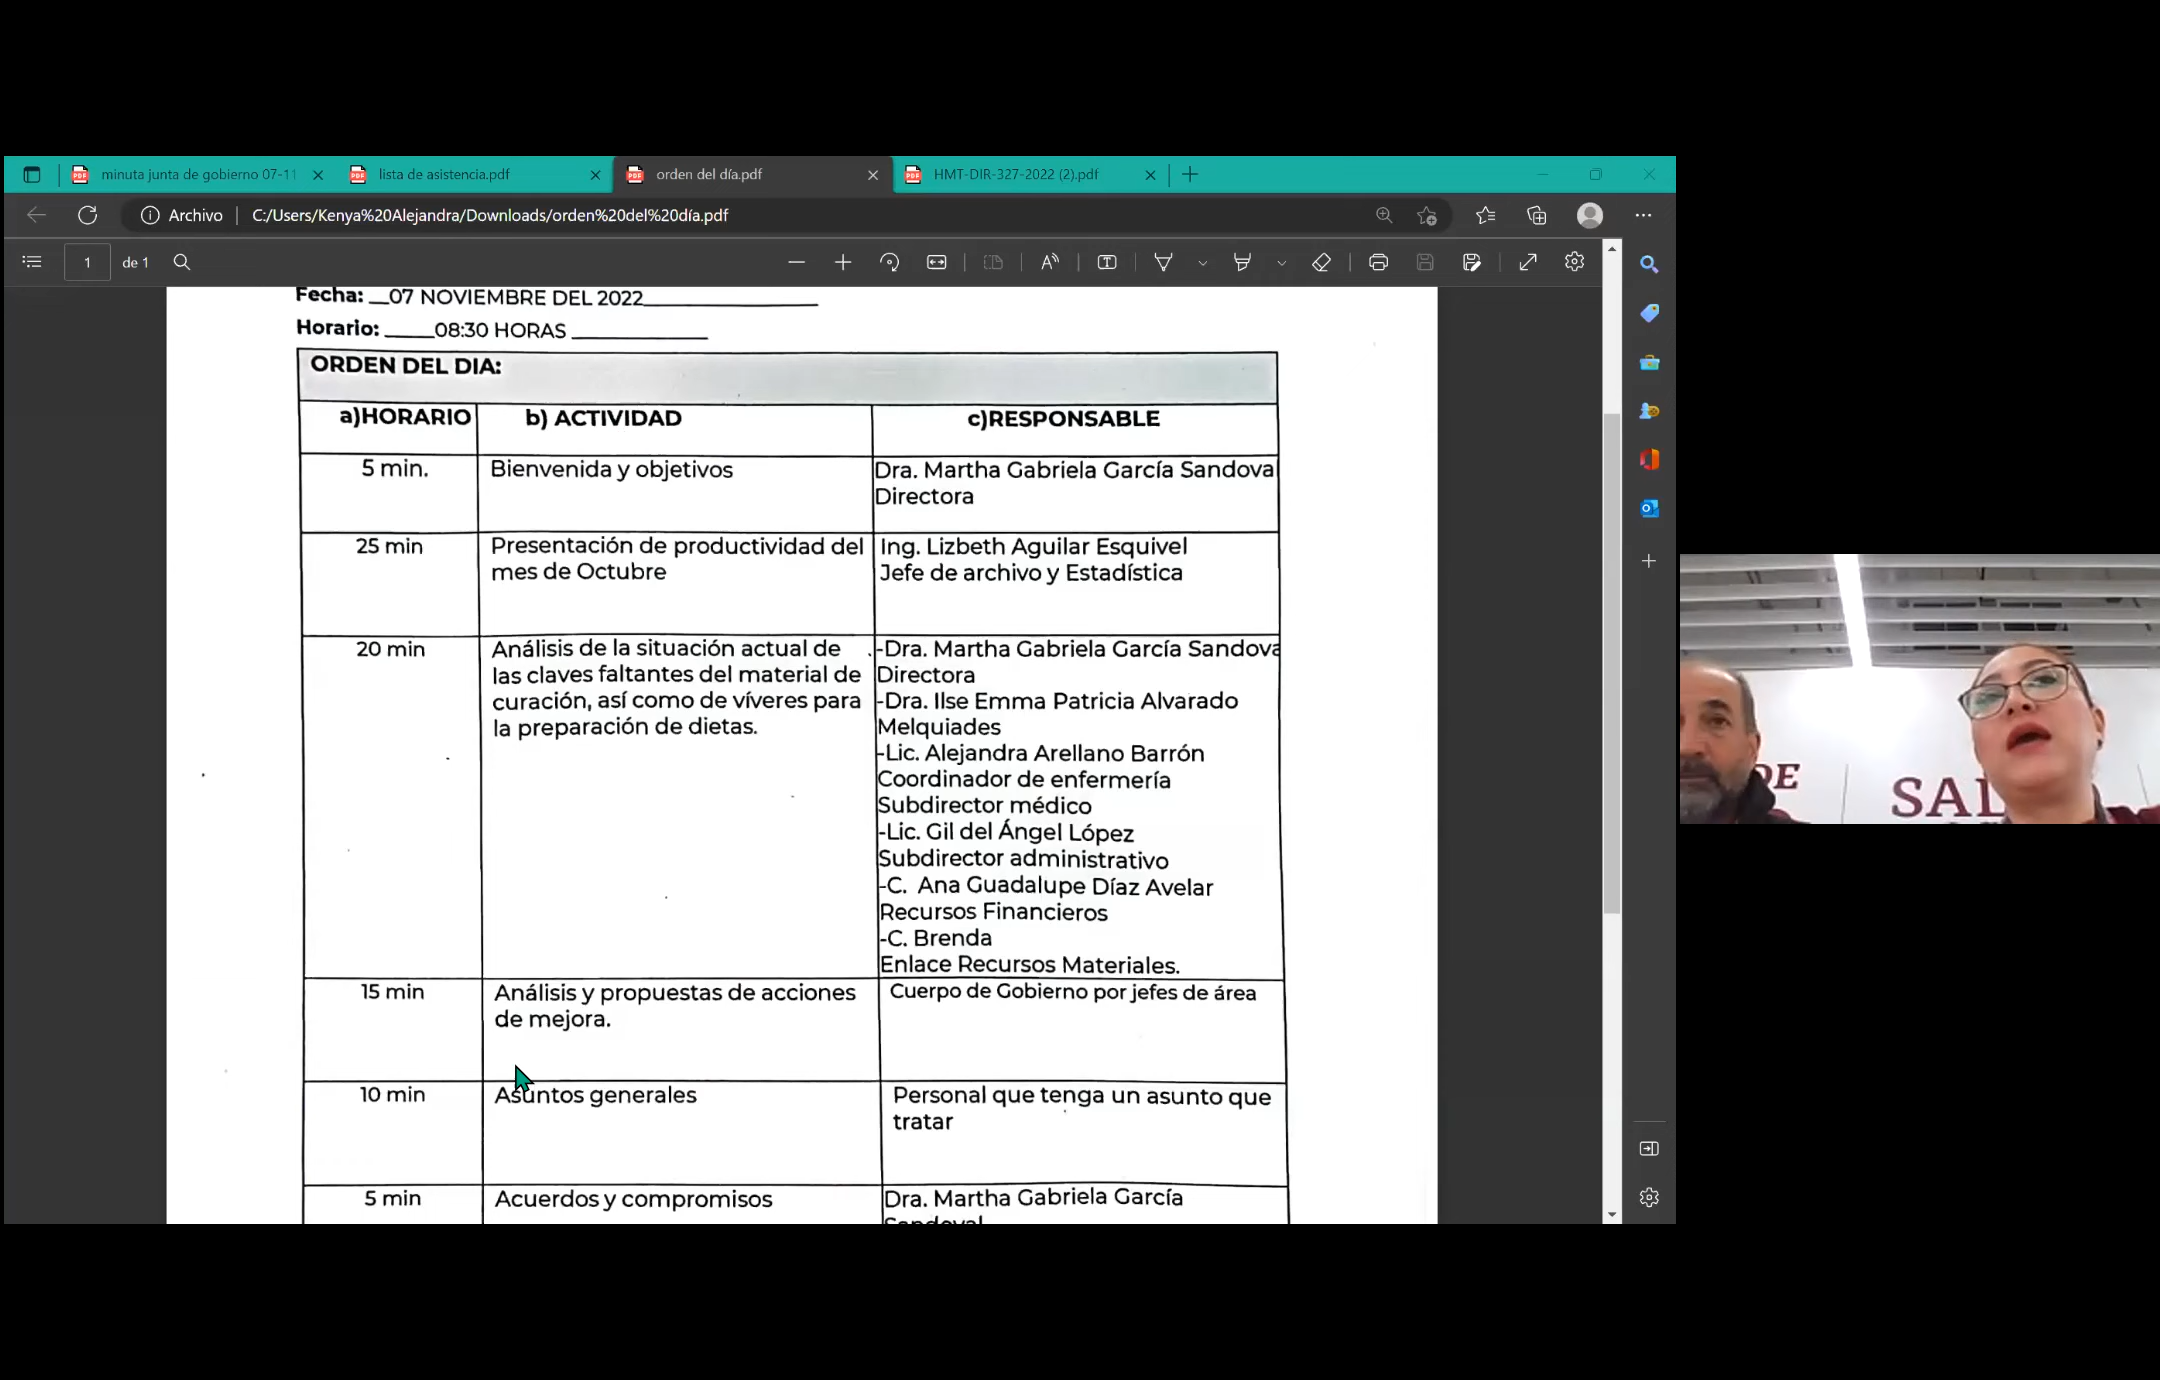 minuta junta de gobierno 07-11
lista de asistencia.pdf
orden del día.pdf
HMT-DIR-327-2022 (2).pdf
Archivo
C:/Users/Kenya%20Alejandra/Downloads/orden%20del%20día.pdf
1
de 1
Fecha: __07 NOVIEMBRE DEL 2022______________
Horario: ____08:30 HORAS ___________
ORDEN DEL DIA:
a)HORARIO
b) ACTIVIDAD
c)RESPONSABLE
5 min.
Bienvenida y objetivos
Dra. Martha Gabriela García Sandoval
Directora
25 min
Presentación de productividad del
mes de Octubre
Ing. Lizbeth Aguilar Esquivel
Jefe de archivo y Estadística
20 min
Análisis de la situación actual de
las claves faltantes del material de
curación, así como de víveres para
la preparación de dietas.
-Dra. Martha Gabriela García Sandova
Directora
-Dra. Ilse Emma Patricia Alvarado
Melquiades
-Lic. Alejandra Arellano Barrón
Coordinador de enfermería
Subdirector médico
-Lic. Gil del Ángel López
Subdirector administrativo
-C. Ana Guadalupe Díaz Avelar
Recursos Financieros
-C. Brenda
Enlace Recursos Materiales.
15 min
Análisis y propuestas de acciones
de mejora.
Cuerpo de Gobierno por jefes de área
10 min
Asuntos generales
Personal que tenga un asunto que
tratar
5 min
Acuerdos y compromisos
Dra. Martha Gabriela García
Sandoval
DE
SAL